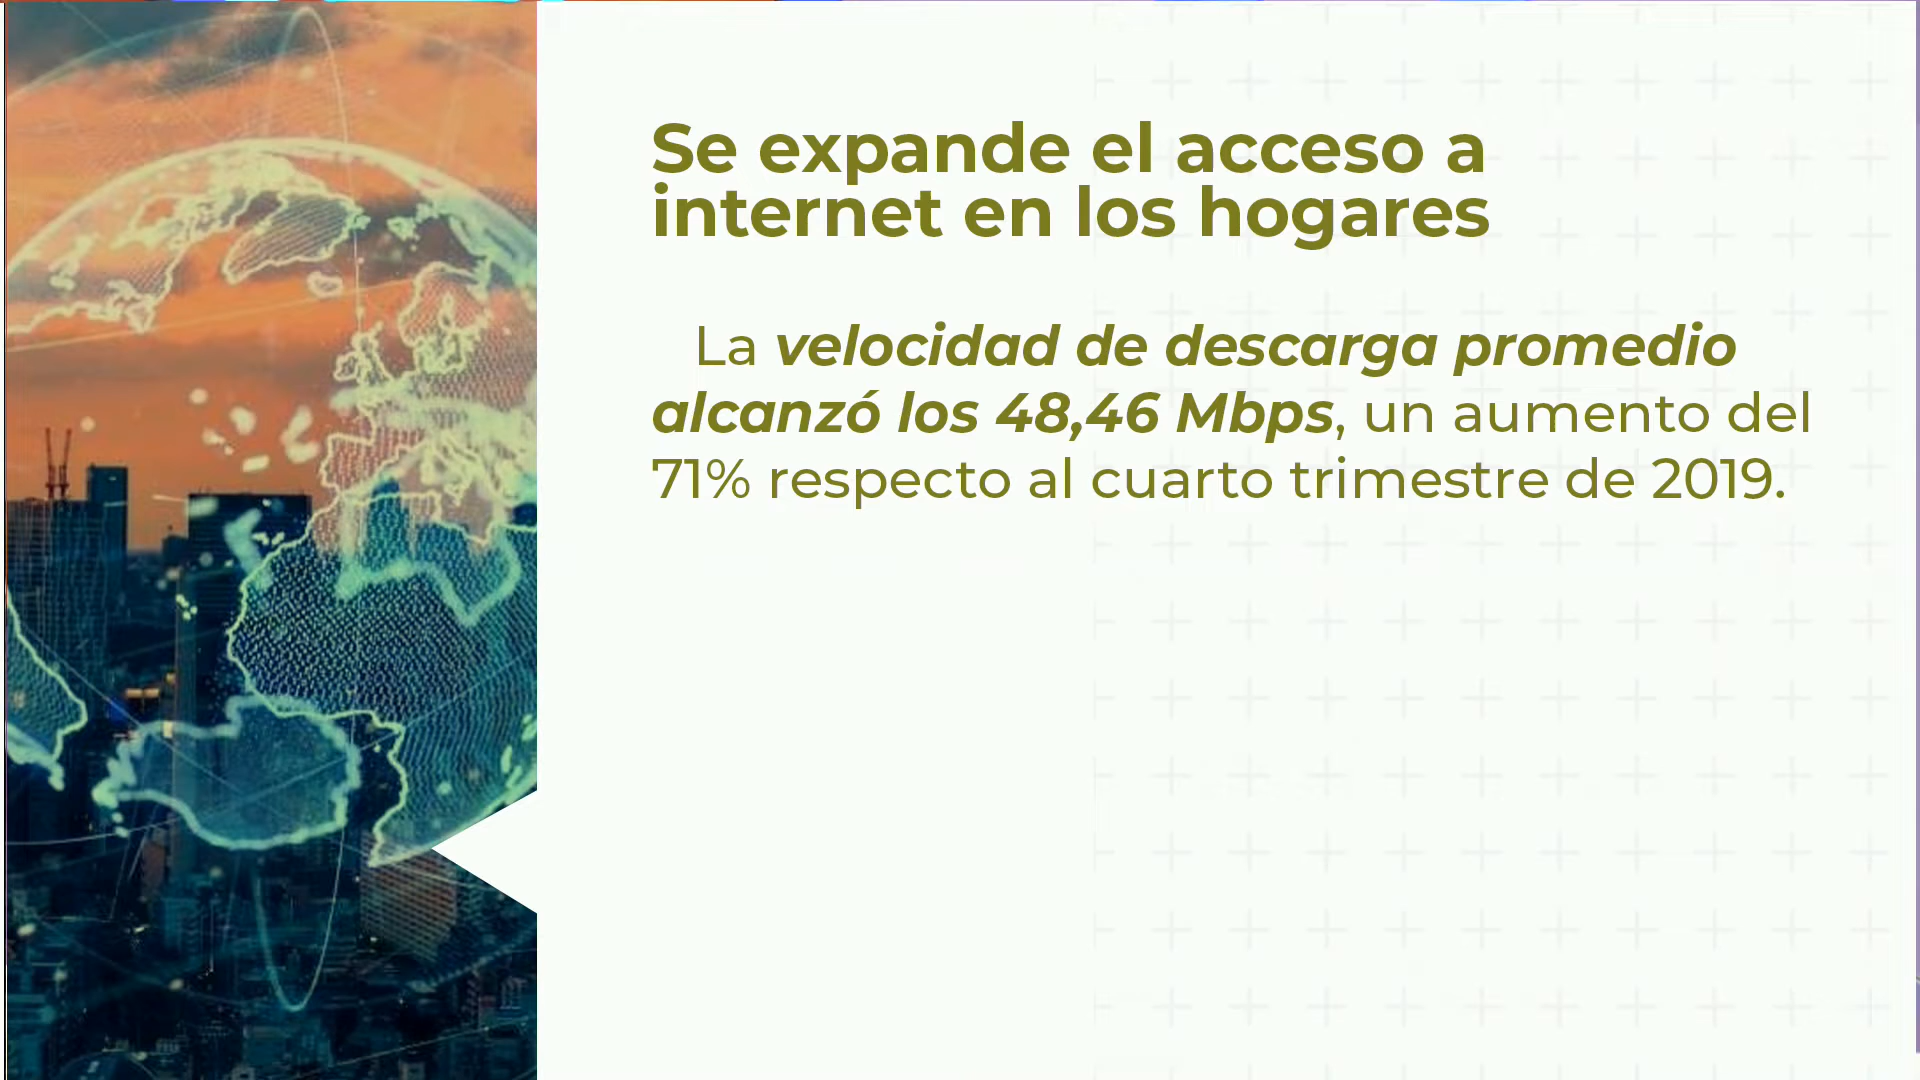 Se expande el acceso a
internet en los hogares
La velocidad de descarga promedio
alcanzó los 48,46 Mbps, un aumento del
71% respecto al cuarto trimestre de 2019.